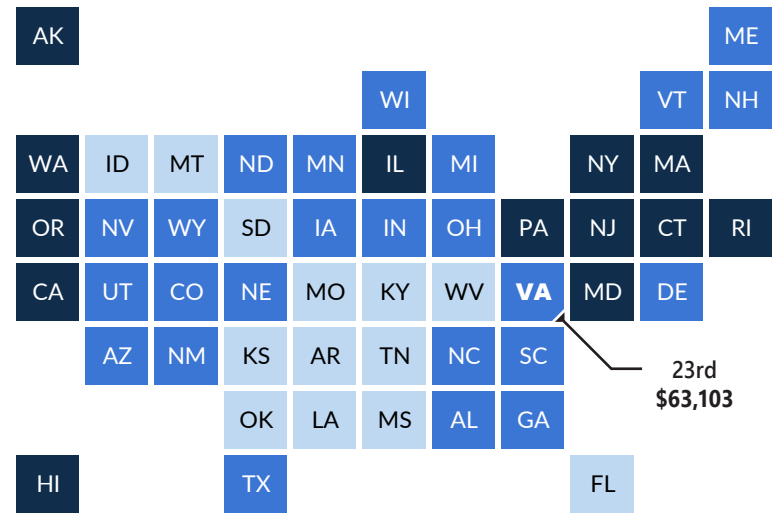 AK ME
WI VT NH
WA ID MT ND MN IL MI NY MA
OR NV WY SD IA IN OH PA NJ CT RI
CA UT CO NE MO KY WV VA MD DE
AZ NM KS AR TN NC SC
23rd
$63,103
OK LA MS AL GA
HI TX FL